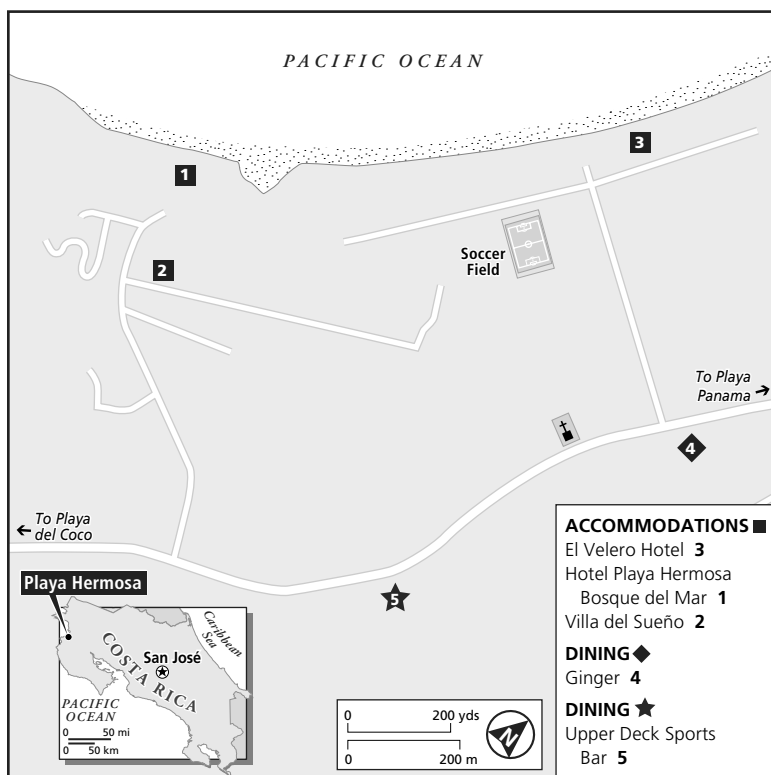 PACIFIC OCEAN
3
1
Soccer
Field
2
To Playa
Panama
4
To Playa
del Coco
5
ACCOMMODATIONS
El Velero Hotel 3
Hotel Playa Hermosa
Bosque del Mar 1
Villa del Sueño 2
DINING
Ginger 4
DINING
Upper Deck Sports
Bar 5
Playa Hermosa
Caribbean
Sea
COSTA RICA
San José
PACIFIC
OCEAN
0 50 mi
0 50 km
0 200 yds
0 200 m
N